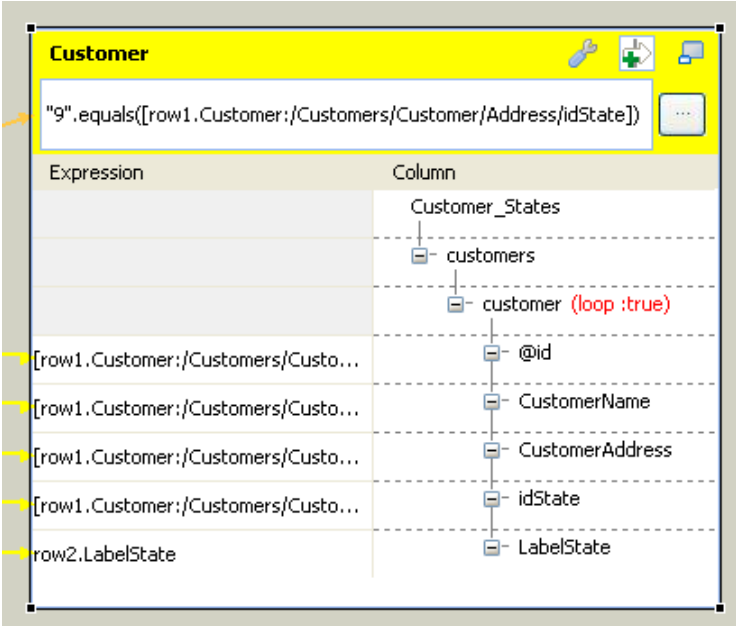 Customer
"9".equals([row1.Customer:/Customers/Customer/Address/idState])
...
Expression Column
Customer_States
customers
customer (loop :true)
[row1.Customer:/Customers/Custo... @id
[row1.Customer:/Customers/Custo... CustomerName
[row1.Customer:/Customers/Custo... CustomerAddress
[row1.Customer:/Customers/Custo... idState
row2.LabelState LabelState